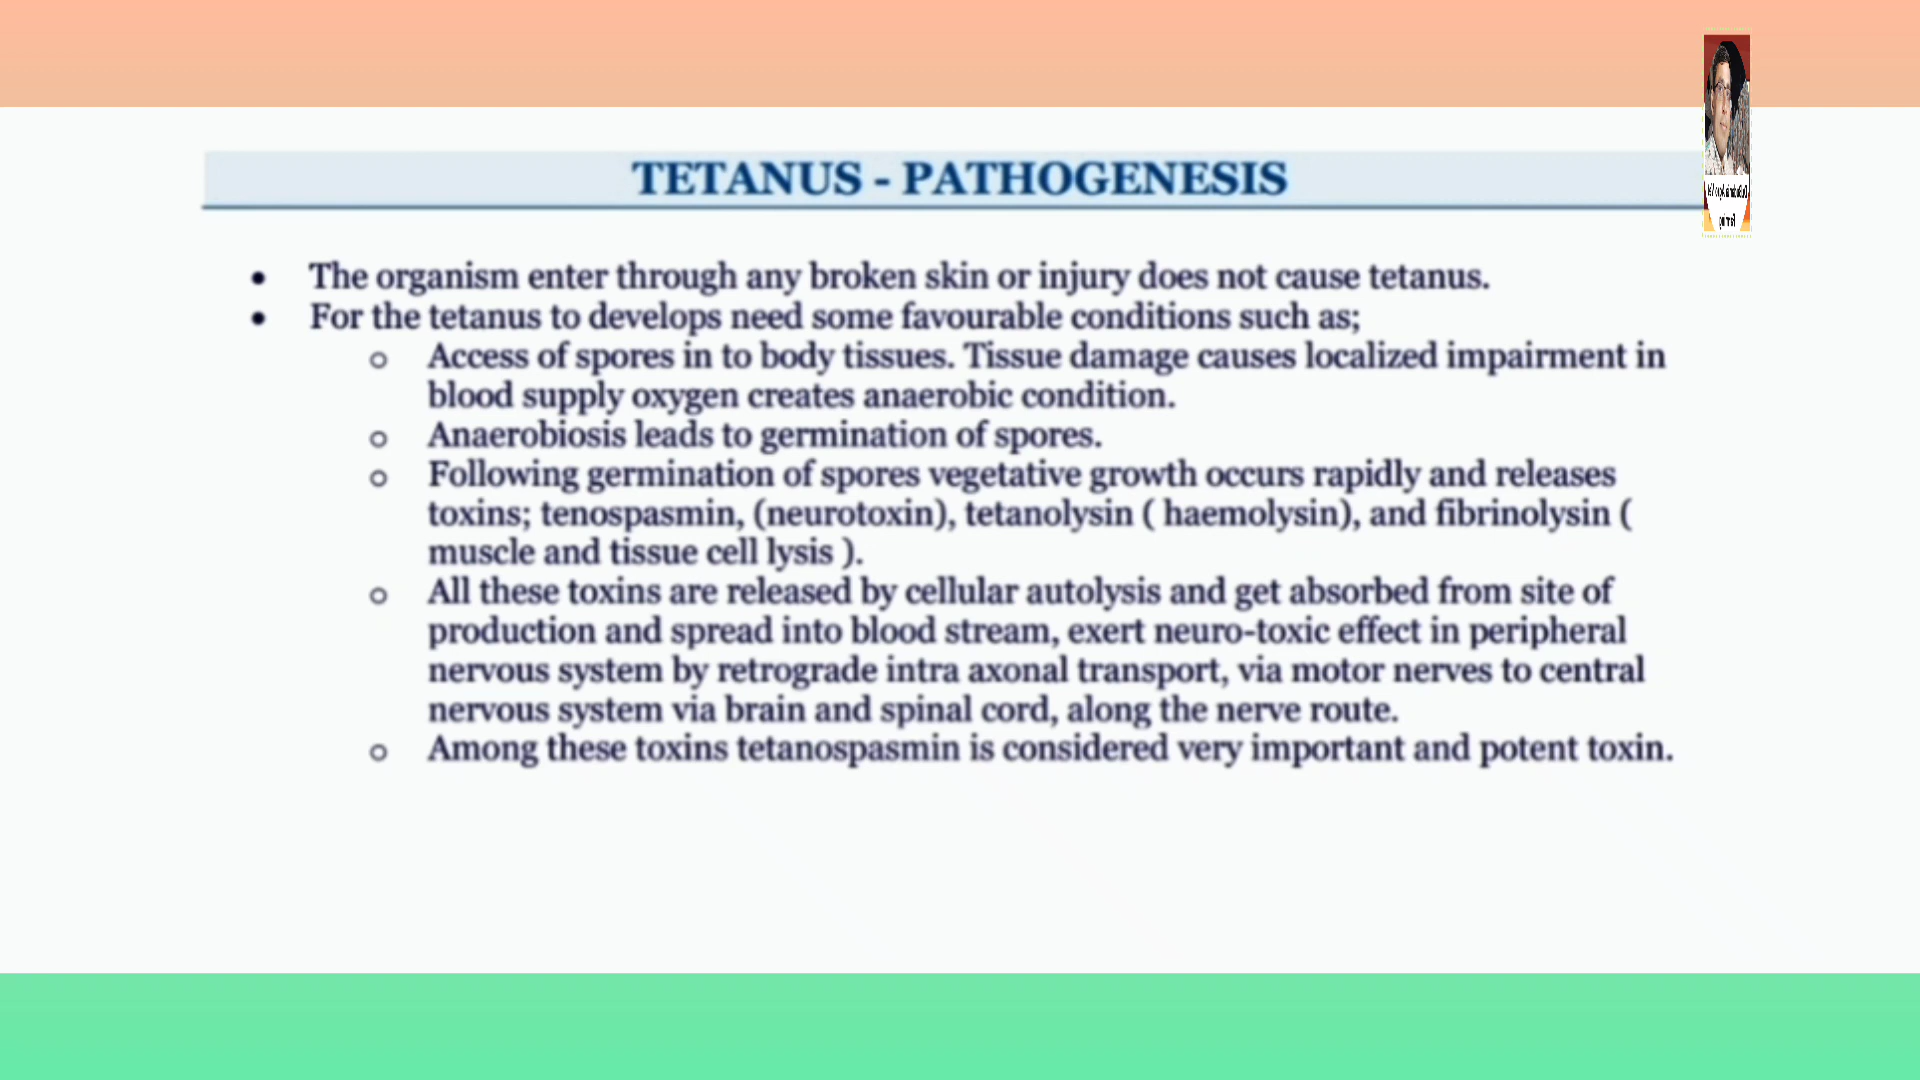 TETANUS - PATHOGENESIS
• The organism enter through any broken skin or injury does not cause tetanus.
• For the tetanus to develops need some favourable conditions such as;
o Access of spores in to body tissues. Tissue damage causes localized impairment in
blood supply oxygen creates anaerobic condition.
o Anaerobiosis leads to germination of spores.
o Following germination of spores vegetative growth occurs rapidly and releases
toxins; tenospasmin, (neurotoxin), tetanolysin ( haemolysin), and fibrinolysin (
muscle and tissue cell lysis ).
o All these toxins are released by cellular autolysis and get absorbed from site of
production and spread into blood stream, exert neuro-toxic effect in peripheral
nervous system by retrograde intra axonal transport, via motor nerves to central
nervous system via brain and spinal cord, along the nerve route.
o Among these toxins tetanospasmin is considered very important and potent toxin.